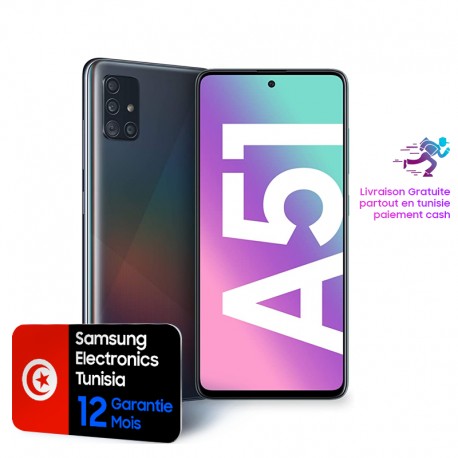 A51
Livraison Gratuite
partout en tunisie
paiement cash
Samsung
Electronics
Tunisia
12 Garantie
Mois